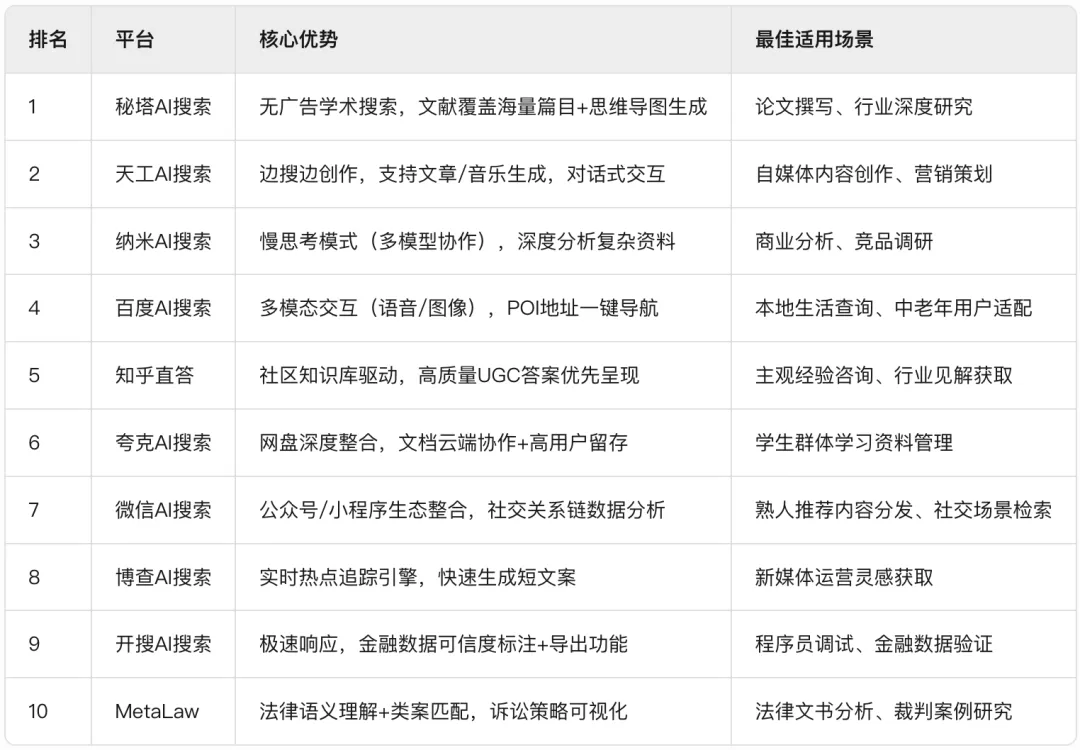 排名 平台 核心优势 最佳适用场景
1 秘塔AI搜索 无广告学术搜索，文献覆盖海量篇目+思维导图生成 论文撰写、行业深度研究
2 天工AI搜索 边搜边创作，支持文章/音乐生成，对话式交互 自媒体内容创作、营销策划
3 纳米AI搜索 慢思考模式（多模型协作），深度分析复杂资料 商业分析、竞品调研
4 百度AI搜索 多模态交互（语音/图像），POI地址一键导航 本地生活查询、中老年用户适配
5 知乎直答 社区知识库驱动，高质量UGC答案优先呈现 主观经验咨询、行业见解获取
6 夸克AI搜索 网盘深度整合，文档云端协作+高用户留存 学生群体学习资料管理
7 微信AI搜索 公众号/小程序生态整合，社交关系链数据分析 熟人推荐内容分发、社交场景检索
8 博查AI搜索 实时热点追踪引擎，快速生成短文案 新媒体运营灵感获取
9 开搜AI搜索 极速响应，金融数据可信度标注+导出功能 程序员调试、金融数据验证
10 MetaLaw 法律语义理解+类案匹配，诉讼策略可视化 法律文书分析、裁判案例研究